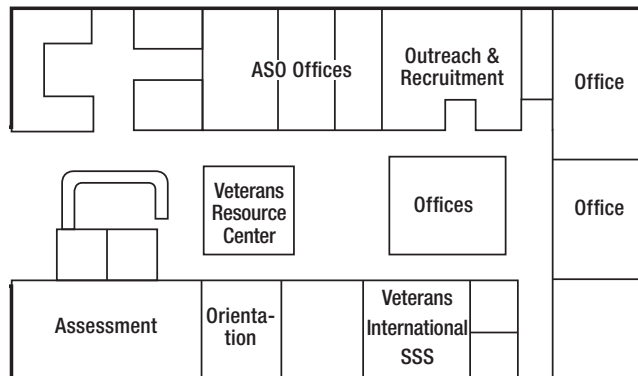 ASO Offices
Outreach &
Recruitment
Office
Veterans
Resource
Center
Offices
Office
Assessment
Orienta-
tion
Veterans
International
SSS